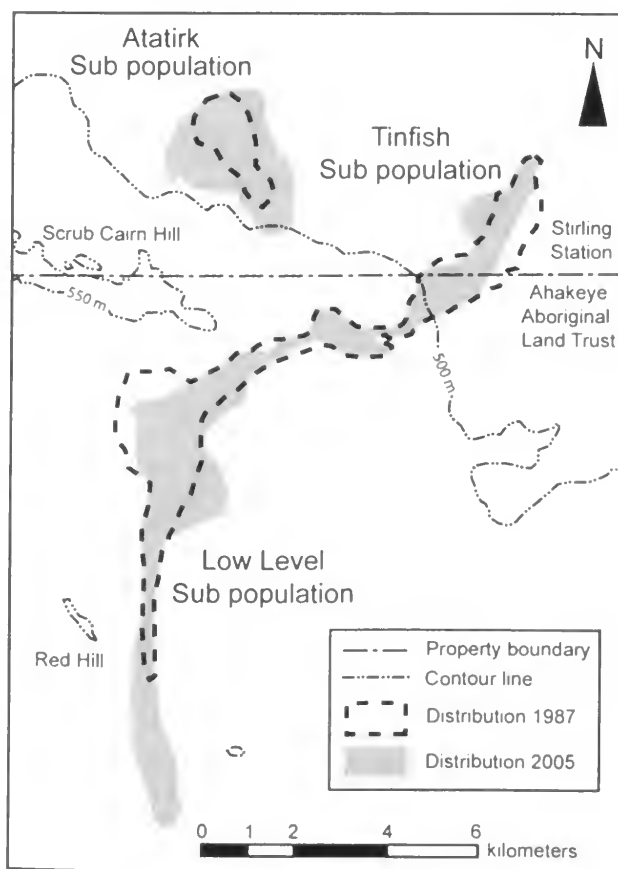 Atatirk
Sub population
N
Tinfish
Sub population
Scrub Cairn Hill
Stirling
Station
550 m
Ahakeye
Aboriginal
Land Trust
500 m
Low Level
Sub population
Red Hill
Property boundary
Contour line
Distribution 1987
Distribution 2005
0 1 2 4 6
kilometers